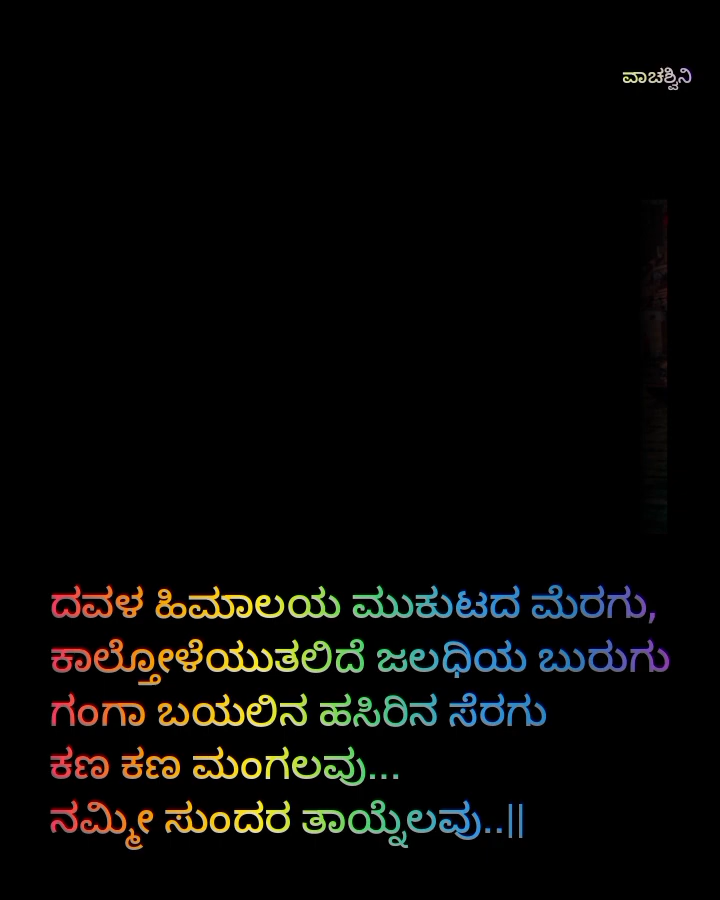 ವಾಚಶ್ವಿನಿ
ದವಳ ಹಿಮಾಲಯ ಮುಕುಟದ ಮೆರಗು,
ಕಾಲ್ತೋಳೆಯುತಲಿದೆ ಜಲಧಿಯ ಬುರುಗು
ಗಂಗಾ ಬಯಲಿನ ಹಸಿರಿನ ಸೆರಗು
ಕಣ ಕಣ ಮಂಗಲವು...
ನಮ್ಮೀ ಸುಂದರ ತಾಯ್ನೆಲವು..||